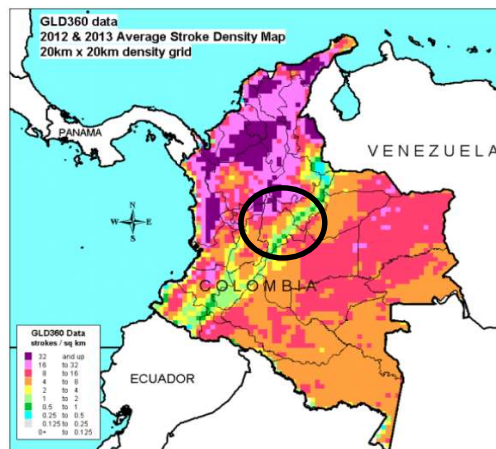 GLD360 data
2012 & 2013 Average Stroke Density Map
20km x 20km density grid
PANAMA
VENEZUELA
N
W E
S
COLOMBIA
ECUADOR
GLD360 Data
strokes / sq km
32 and up
16 to 32
8 to 16
4 to 8
2 to 4
1 to 2
0.5 to 1
0.25 to 0.5
0.125 to 0.25
0+ to 0.125